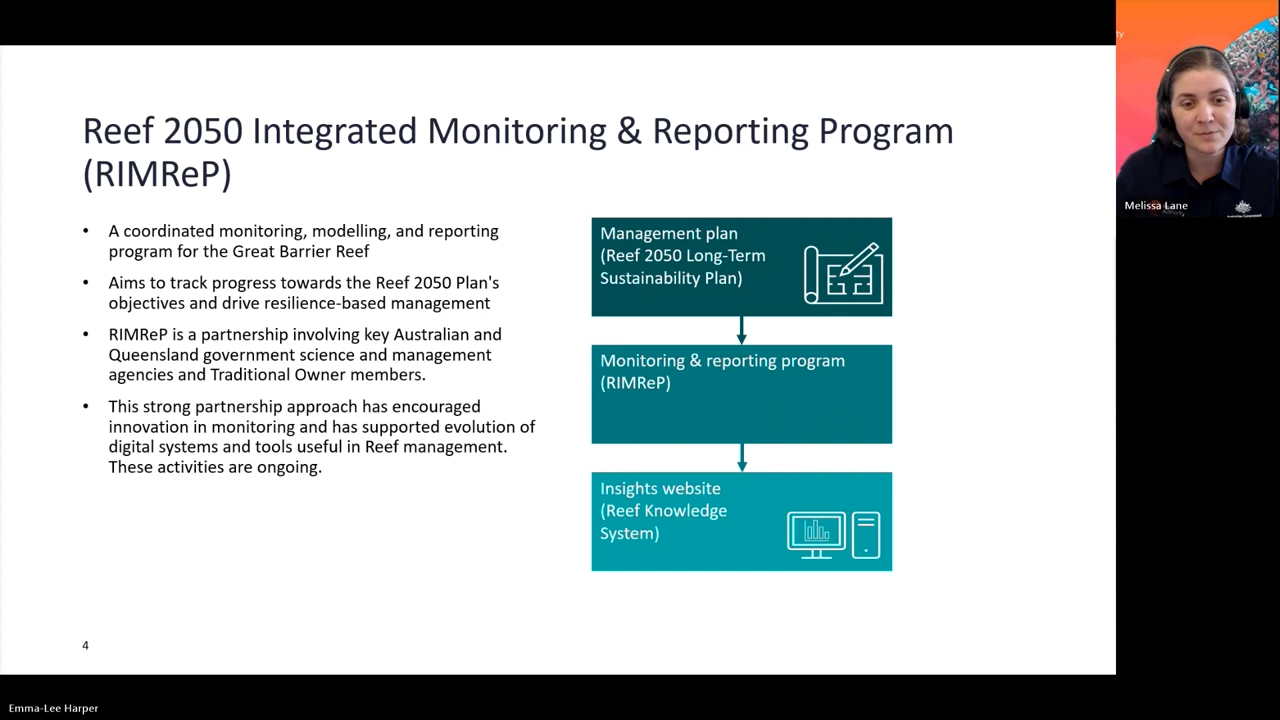 Reef 2050 Integrated Monitoring & Reporting Program
(RIMReP)
• A coordinated monitoring, modelling, and reporting
program for the Great Barrier Reef
• Aims to track progress towards the Reef 2050 Plan's
objectives and drive resilience-based management
• RIMReP is a partnership involving key Australian and
Queensland government science and management
agencies and Traditional Owner members.
• This strong partnership approach has encouraged
innovation in monitoring and has supported evolution of
digital systems and tools useful in Reef management.
These activities are ongoing.
Management plan
(Reef 2050 Long-Term
Sustainability Plan)
Monitoring & reporting program
(RIMReP)
Insights website
(Reef Knowledge
System)
4
Melissa Lane
Emma-Lee Harper